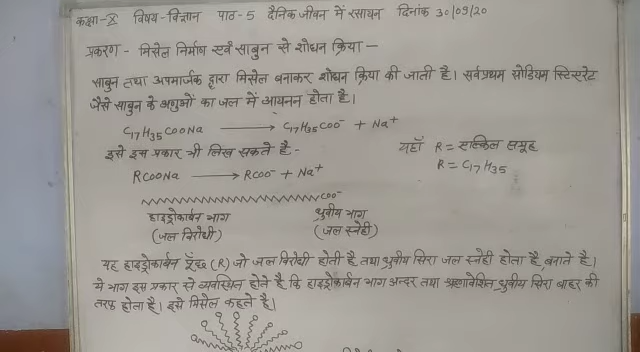 कक्षा-X विषय-विज्ञान पाठ-5 दैनिक जीवन में रसायन दिनांक 30/09/20
प्रकरण - मिसेल निर्माण एवं साबुन से शोधन क्रिया —
साबुन तथा अपमार्जक द्वारा मिसेल बनाकर शोधन क्रिया की जाती है। सर्वप्रथम सोडियम स्टिऐरेट
जैसे साबुन के अणुओं का जल में आयनन होता है।
C₁₇H₃₅COONa ⟶ C₁₇H₃₅COO⁻ + Na⁺
इसे इस प्रकार भी लिख सकते है - यहाँ R = एल्किल समूह
RCOONa ⟶ RCOO⁻ + Na⁺ R = C₁₇H₃₅
COO⁻
हाइड्रोकार्बन भाग ध्रुवीय भाग
(जल विरोधी) (जल स्नेही)
यह हाइड्रोकार्बन पूँछ (R) जो जल विरोधी होती है तथा ध्रुवीय सिरा जल स्नेही होता है, बनाते है।
ये भाग इस प्रकार से व्यवस्थित होते है कि हाइड्रोकार्बन भाग अन्दर तथा ऋणावेशित ध्रुवीय सिरा बाहर की
तरफ होता है। इसे मिसेल कहते है।